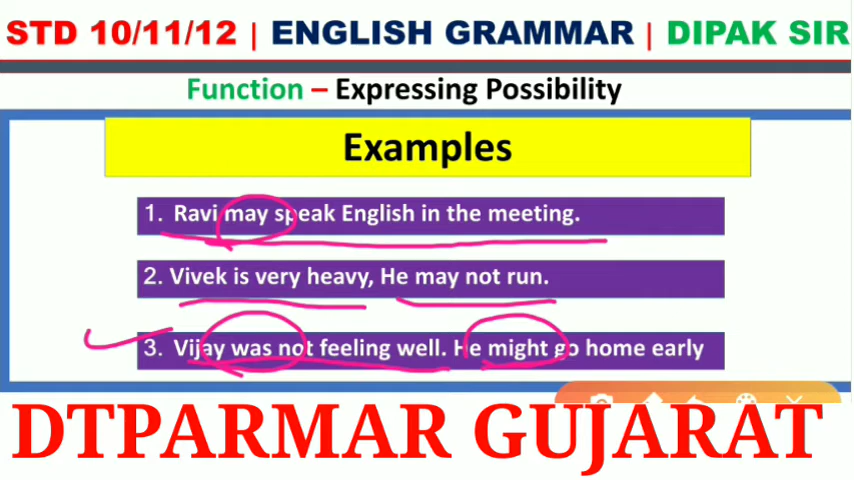 STD 10/11/12 | ENGLISH GRAMMAR | DIPAK SIR
Function – Expressing Possibility
Examples
1. Ravi may speak English in the meeting.
2. Vivek is very heavy, He may not run.
3. Vijay was not feeling well. He might go home early
DTPARMAR GUJARAT